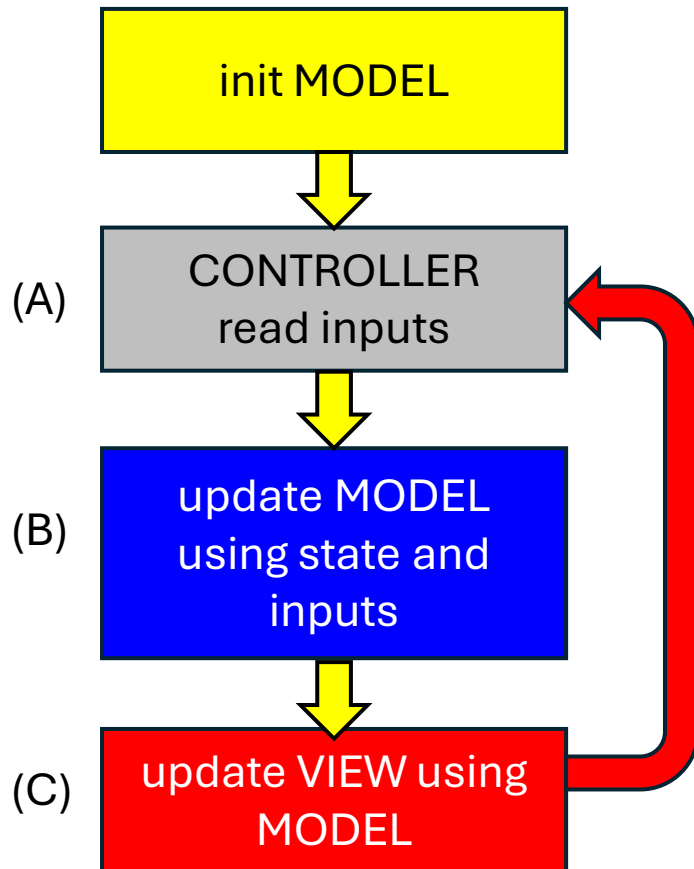 init MODEL
(A)
CONTROLLER
read inputs
(B)
update MODEL
using state and
inputs
(C)
update VIEW using
MODEL